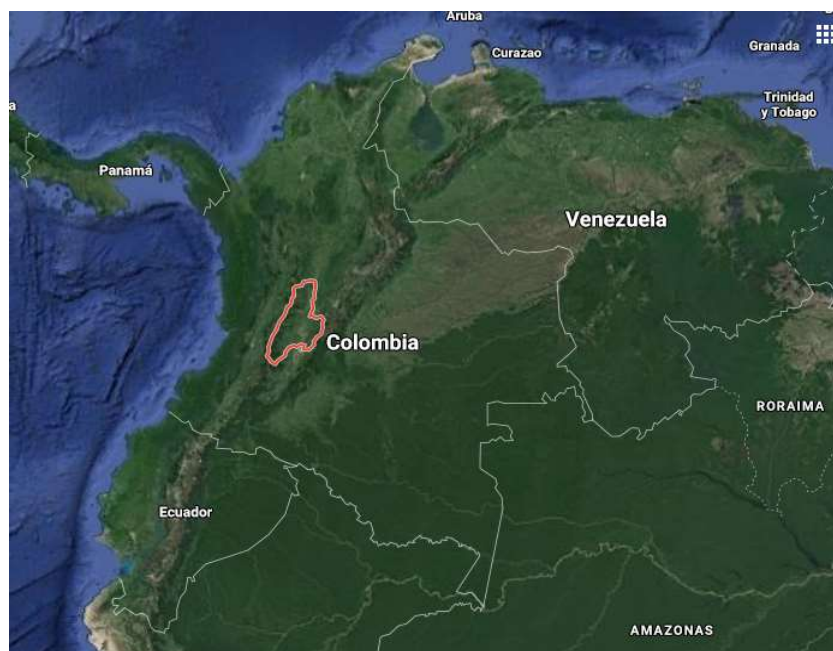 Aruba
Curazao
Granada
Trinidad
y Tobago
a
Panamá
Venezuela
Colombia
RORAIMA
Ecuador
AMAZONAS